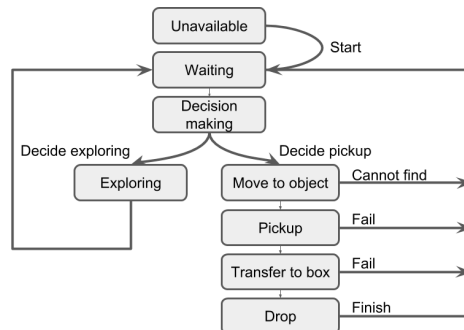 Unavailable
Start
Waiting
Decision
making
Decide exploring
Decide pickup
Exploring
Move to object
Cannot find
Pickup
Fail
Transfer to box
Fail
Drop
Finish